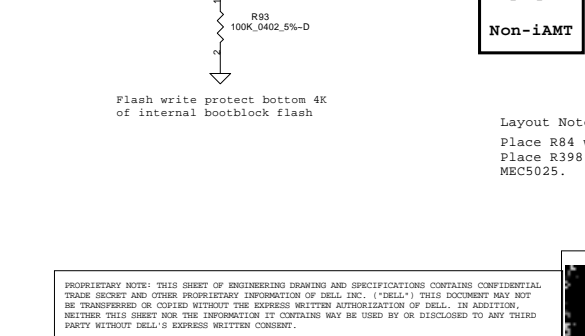 1
R93
100K_0402_5%~D
2
Non-iAMT
Flash write protect bottom 4K
of internal bootblock flash
Layout
Place R84
Place R398
MEC5025.
PROPRIETARY NOTE: THIS SHEET OF ENGINEERING DRAWING AND SPECIFICATIONS CONTAINS CONFIDENTIAL
TRADE SECRET AND OTHER PROPRIETARY INFORMATION OF DELL INC. ("DELL") THIS DOCUMENT MAY NOT
BE TRANSFERRED OR COPIED WITHOUT THE EXPRESS WRITTEN AUTHORIZATION OF DELL. IN ADDITION,
NEITHER THIS SHEET NOR THE INFORMATION IT CONTAINS MAY BE USED BY OR DISCLOSED TO ANY THIRD
PARTY WITHOUT DELL'S EXPRESS WRITTEN CONSENT.